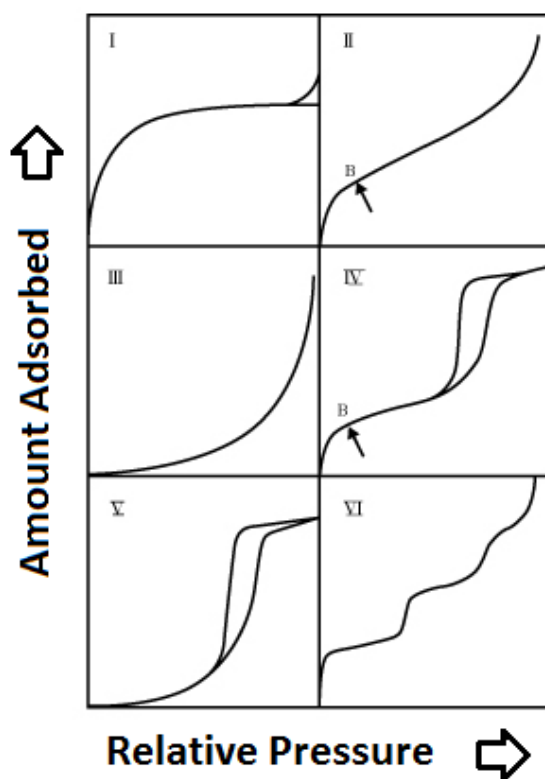 I
II
B
III
IV
B
V
VI
Amount Adsorbed
Relative Pressure